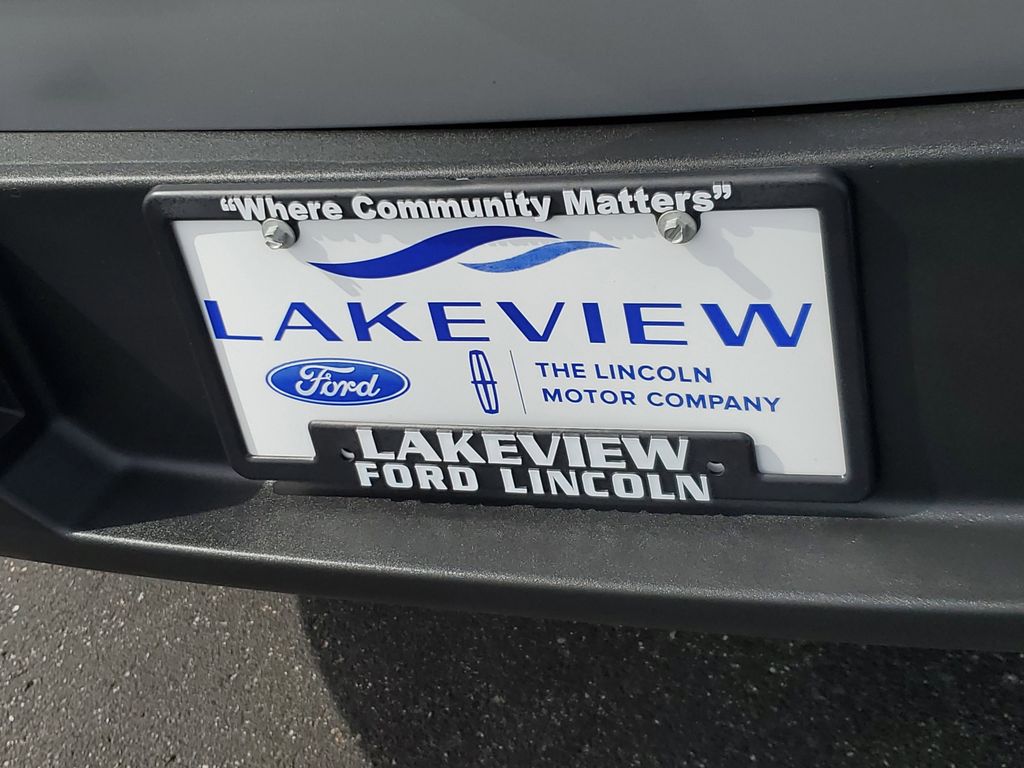 “Where Community Matters”
LAKEVIEW
Ford
THE LINCOLN
MOTOR COMPANY
LAKEVIEW
FORD LINCOLN